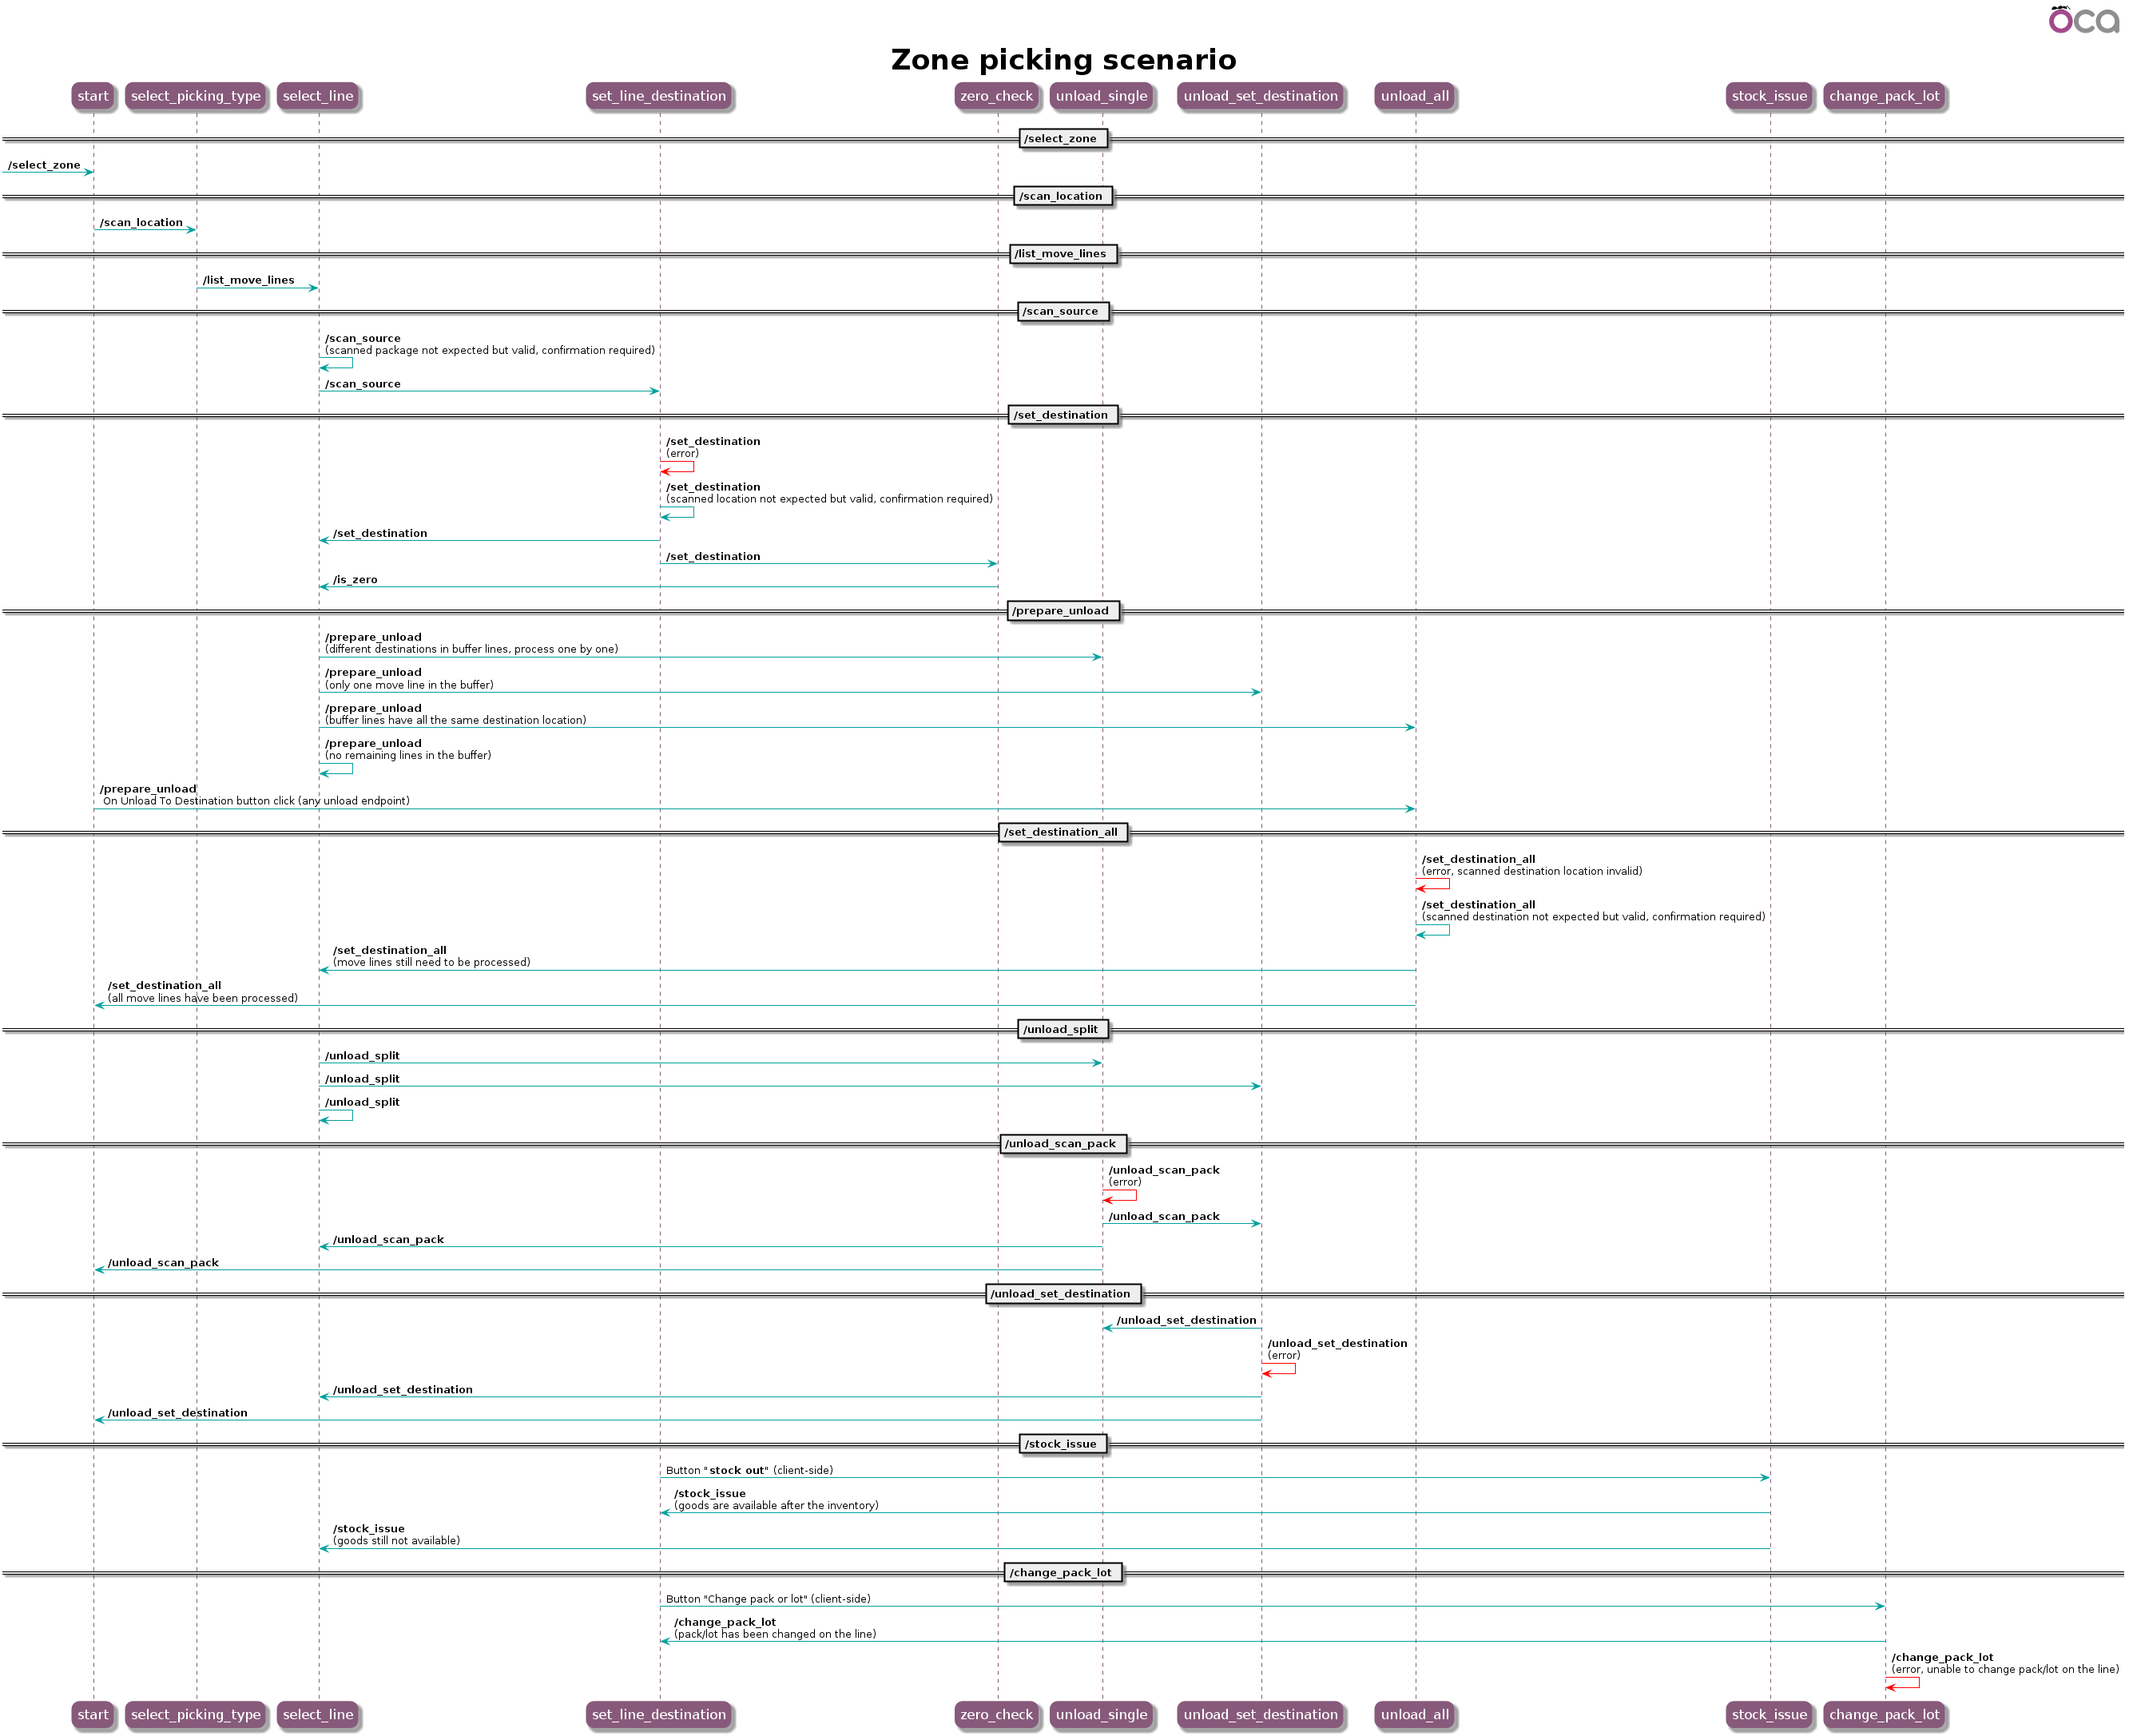 oca
Zone picking scenario
start
select_picking_type
select_line
set_line_destination
zero_check
unload_single
unload_set_destination
unload_all
stock_issue
change_pack_lot
/select_zone
/select_zone
/scan_location
/scan_location
/list_move_lines
/list_move_lines
/scan_source
/scan_source
(scanned package not expected but valid, confirmation required)
/scan_source
/set_destination
/set_destination
(error)
/set_destination
(scanned location not expected but valid, confirmation required)
/set_destination
/set_destination
/is_zero
/prepare_unload
/prepare_unload
(different destinations in buffer lines, process one by one)
/prepare_unload
(only one move line in the buffer)
/prepare_unload
(buffer lines have all the same destination location)
/prepare_unload
(no remaining lines in the buffer)
/prepare_unload
On Unload To Destination button click (any unload endpoint)
/set_destination_all
/set_destination_all
(error, scanned destination location invalid)
/set_destination_all
(scanned destination not expected but valid, confirmation required)
/set_destination_all
(move lines still need to be processed)
/set_destination_all
(all move lines have been processed)
/unload_split
/unload_split
/unload_split
/unload_split
/unload_scan_pack
/unload_scan_pack
(error)
/unload_scan_pack
/unload_scan_pack
/unload_scan_pack
/unload_set_destination
/unload_set_destination
/unload_set_destination
(error)
/unload_set_destination
/unload_set_destination
/stock_issue
Button "stock out" (client-side)
/stock_issue
(goods are available after the inventory)
/stock_issue
(goods still not available)
/change_pack_lot
Button "Change pack or lot" (client-side)
/change_pack_lot
(pack/lot has been changed on the line)
/change_pack_lot
(error, unable to change pack/lot on the line)
start
select_picking_type
select_line
set_line_destination
zero_check
unload_single
unload_set_destination
unload_all
stock_issue
change_pack_lot